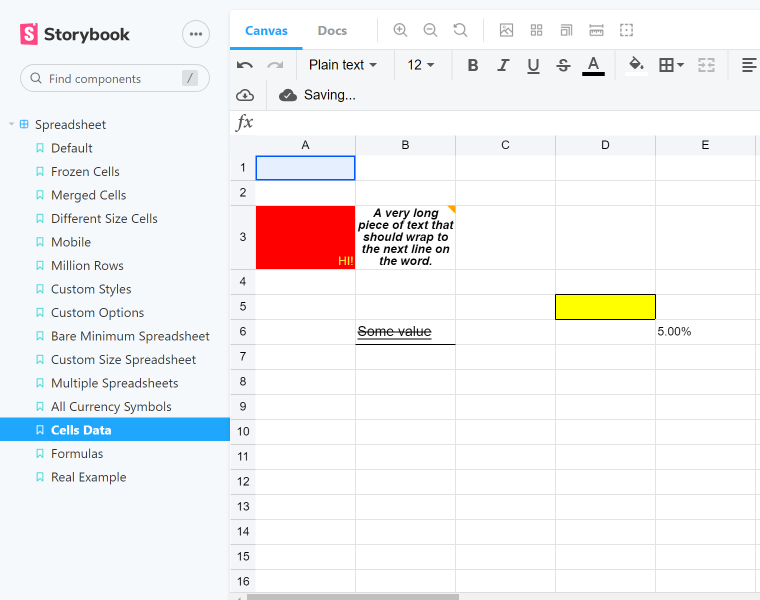 Storybook
Canvas
Docs
Find components
/
Plain text
12
B
I
U
S
A
Saving...
fx
Spreadsheet
Default
Frozen Cells
Merged Cells
Different Size Cells
Mobile
Million Rows
Custom Styles
Custom Options
Bare Minimum Spreadsheet
Custom Size Spreadsheet
Multiple Spreadsheets
All Currency Symbols
Cells Data
Formulas
Real Example
A B C D E
1
2
3
HI!
A very long
piece of text that
should wrap to
the next line on
the word.
4
5
6
Some value
5.00%
7
8
9
10
11
12
13
14
15
16